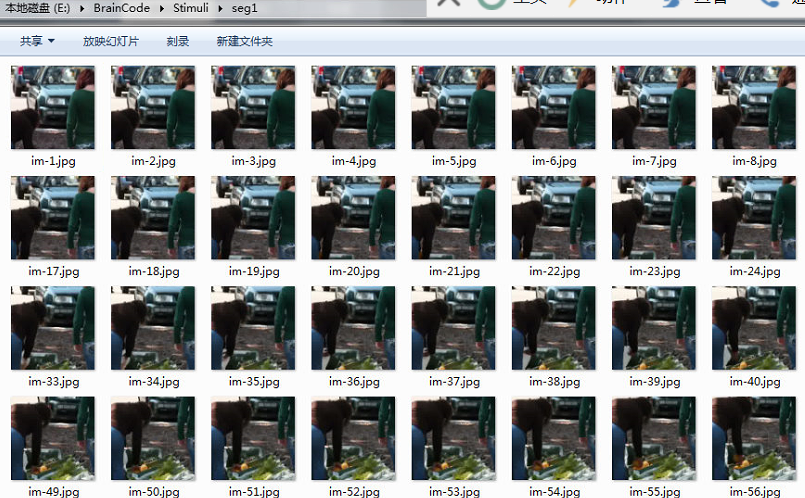 本地磁盘 (E:) ▸ BrainCode ▸ Stimuli ▸ seg1
共享 放映幻灯片 刻录 新建文件夹
im-1.jpg im-2.jpg im-3.jpg im-4.jpg im-5.jpg im-6.jpg im-7.jpg im-8.jpg
im-17.jpg im-18.jpg im-19.jpg im-20.jpg im-21.jpg im-22.jpg im-23.jpg im-24.jpg
im-33.jpg im-34.jpg im-35.jpg im-36.jpg im-37.jpg im-38.jpg im-39.jpg im-40.jpg
im-49.jpg im-50.jpg im-51.jpg im-52.jpg im-53.jpg im-54.jpg im-55.jpg im-56.jpg